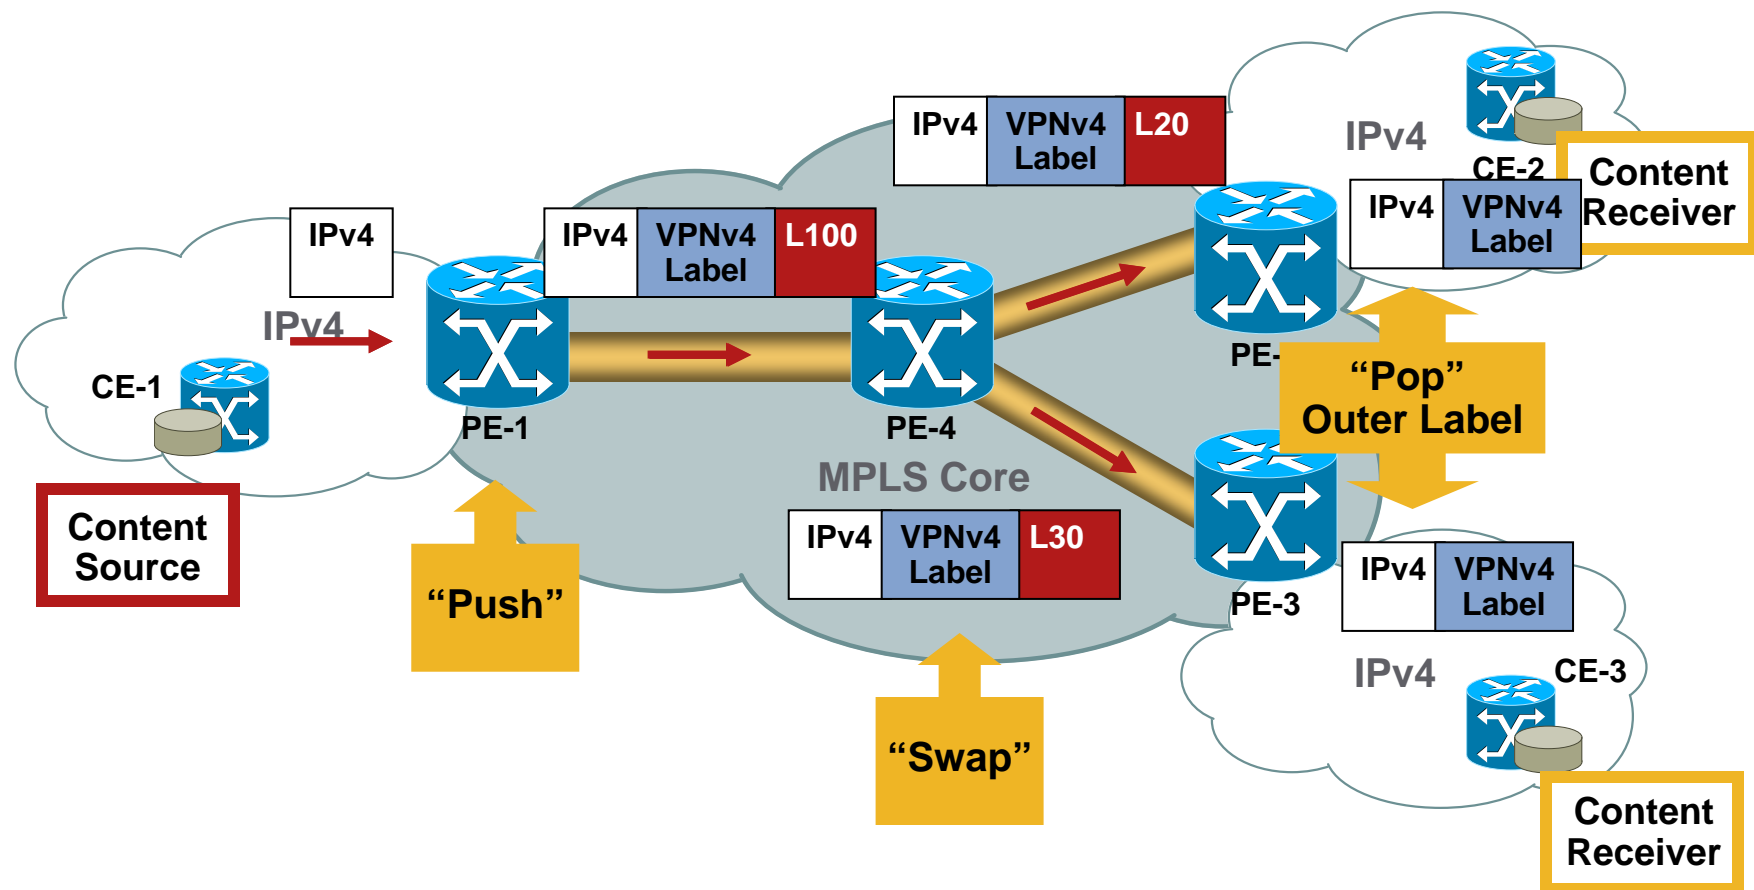 IPv4
VPNv4
Label
L20
IPv4
CE-2
Content
Receiver
IPv4
VPNv4
Label
IPv4
IPv4
VPNv4
Label
L100
IPv4
CE-1
PE-1
PE-4
PE-
“Pop”
Outer Label
MPLS Core
Content
Source
“Push”
IPv4
VPNv4
Label
L30
PE-3
IPv4
VPNv4
Label
IPv4
CE-3
“Swap”
Content
Receiver